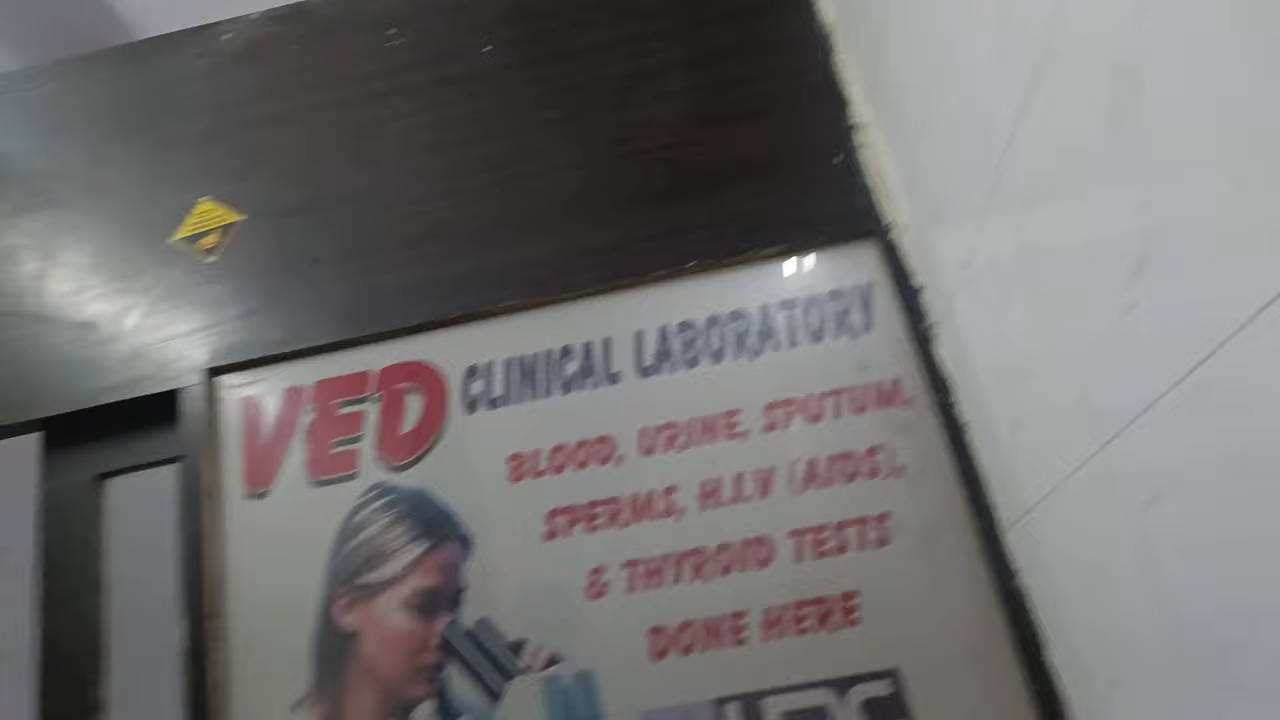 VED CLINICAL LABORATORY
BLOOD, URINE, SPUTUM,
SPERMS, H.I.V (AIDS),
& THYROID TESTS
DONE HERE